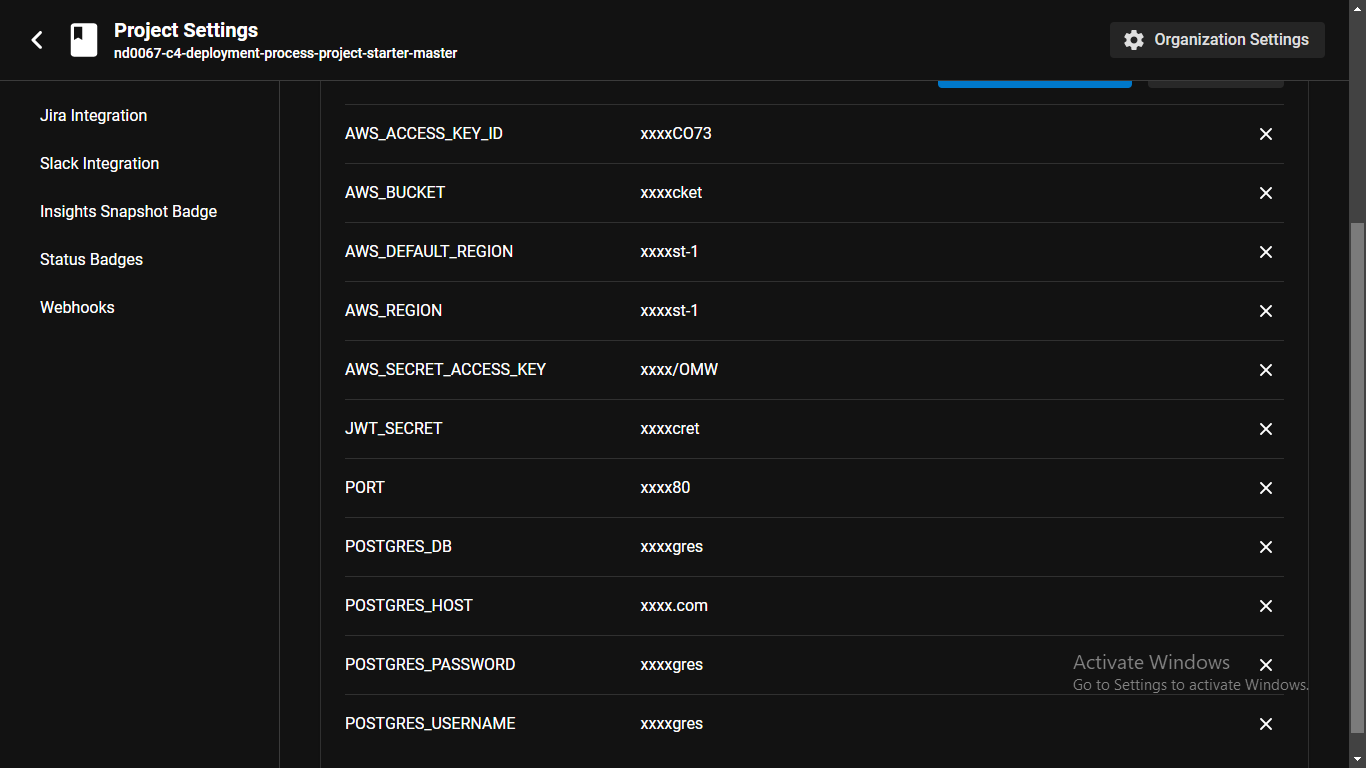 Project Settings
nd0067-c4-deployment-process-project-starter-master
Organization Settings
Jira Integration
Slack Integration
Insights Snapshot Badge
Status Badges
Webhooks
AWS_ACCESS_KEY_ID xxxxCO73
AWS_BUCKET xxxxcket
AWS_DEFAULT_REGION xxxxst-1
AWS_REGION xxxxst-1
AWS_SECRET_ACCESS_KEY xxxx/OMW
JWT_SECRET xxxxcret
PORT xxxx80
POSTGRES_DB xxxxgres
POSTGRES_HOST xxxx.com
POSTGRES_PASSWORD xxxxgres
POSTGRES_USERNAME xxxxgres
Activate Windows
Go to Settings to activate Windows.